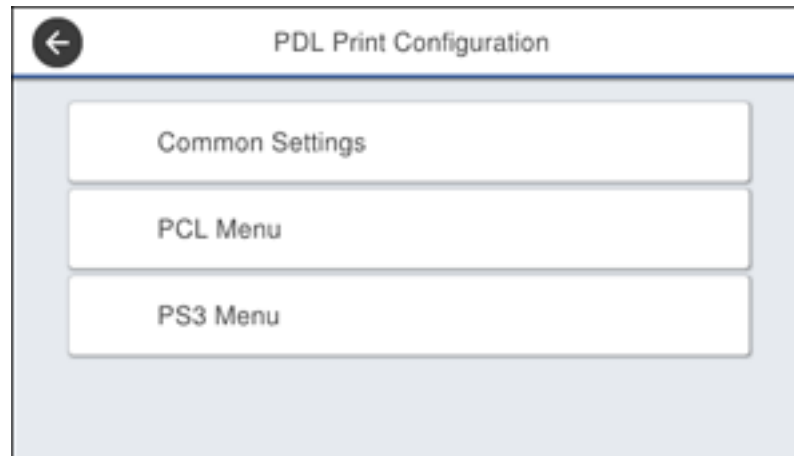 PDL Print Configuration
Common Settings
PCL Menu
PS3 Menu